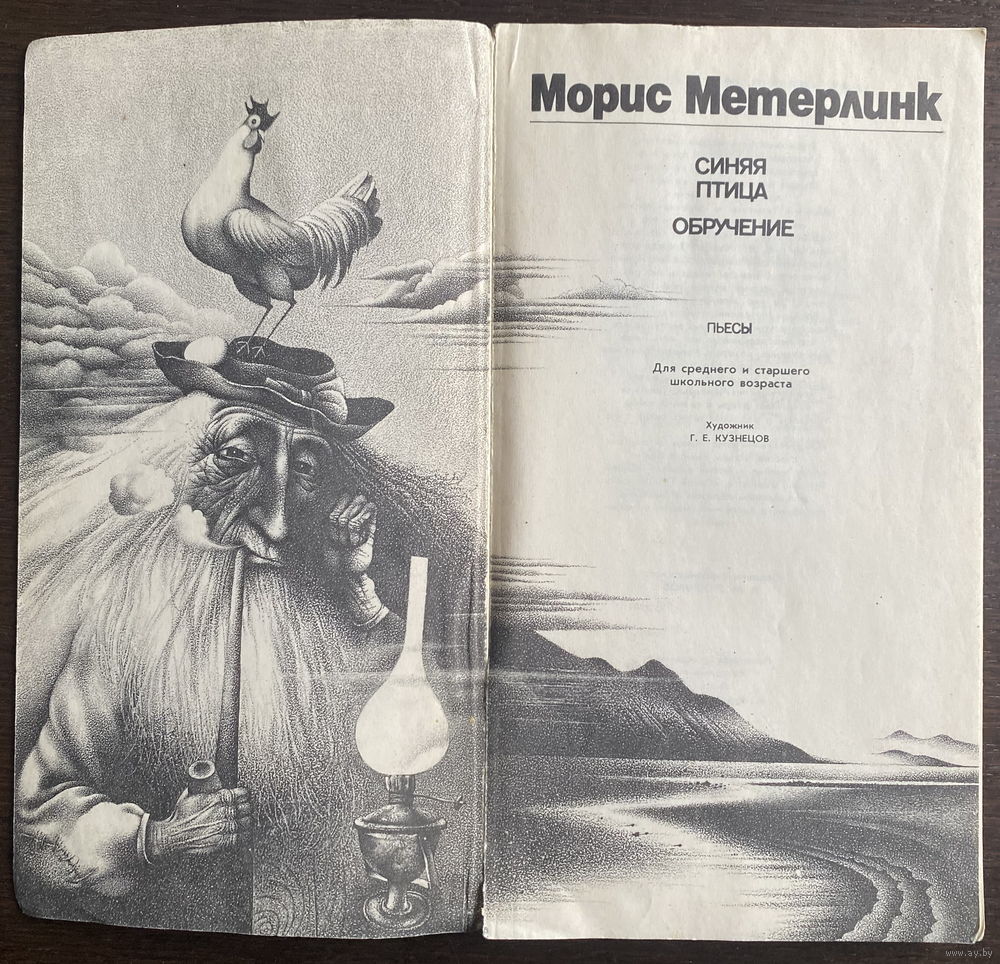 Морис Метерлинк
СИНЯЯ
ПТИЦА
ОБРУЧЕНИЕ
ПЬЕСЫ
Для среднего и старшего
школьного возраста
Художник
Г. Е. КУЗНЕЦОВ
www.ay.by